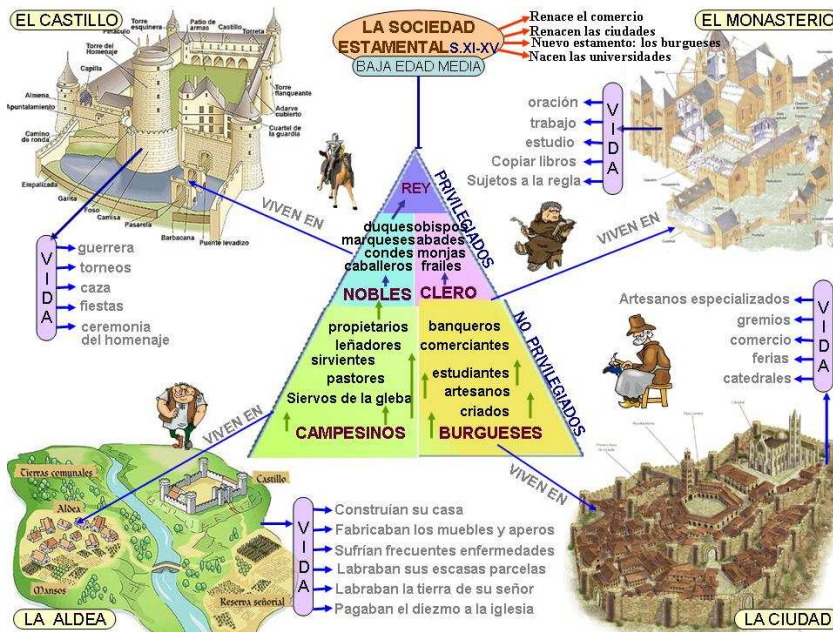 EL CASTILLO
Torre esquinera
Pináculo
Patio de armas
Castillo
Torreta
Torre del Homenaje
Capilla
Almena
Apuntalamiento
Camino de ronda
Empalizada
Garita
Foso
Camisa
Pasarela
Barbacana
Puente levadizo
Torre flanqueante
Adarve cubierto
Cuartel de la guardia
LA SOCIEDAD
ESTAMENTAL S.XI-XV
BAJA EDAD MEDIA
Renace el comercio
Renacen las ciudades
Nuevo estamento: los burgueses
Nacen las universidades
EL MONASTERIO
VIDA
oración
trabajo
estudio
Copiar libros
Sujetos a la regla
VIVEN EN
VIVEN EN
VIDA
guerrera
torneos
caza
fiestas
ceremonia
del homenaje
REY
PRIVILEGIADOS
duques
marqueses
condes
caballeros
NOBLES
obispos
abades
monjas
frailes
CLERO
NO PRIVILEGIADOS
propietarios
leñadores
sirvientes
pastores
Siervos de la gleba
CAMPESINOS
banqueros
comerciantes
estudiantes
artesanos
criados
BURGUESES
VIVEN EN
VIVEN EN
Artesanos especializados
gremios
comercio
ferias
catedrales
VIDA
Tierras comunales
Castillo
Aldea
Mansos
Reserva señorial
LA ALDEA
VIDA
Construían su casa
Fabricaban los muebles y aperos
Sufrían frecuentes enfermedades
Labraban sus escasas parcelas
Labraban la tierra de su señor
Pagaban el diezmo a la iglesia
LA CIUDAD